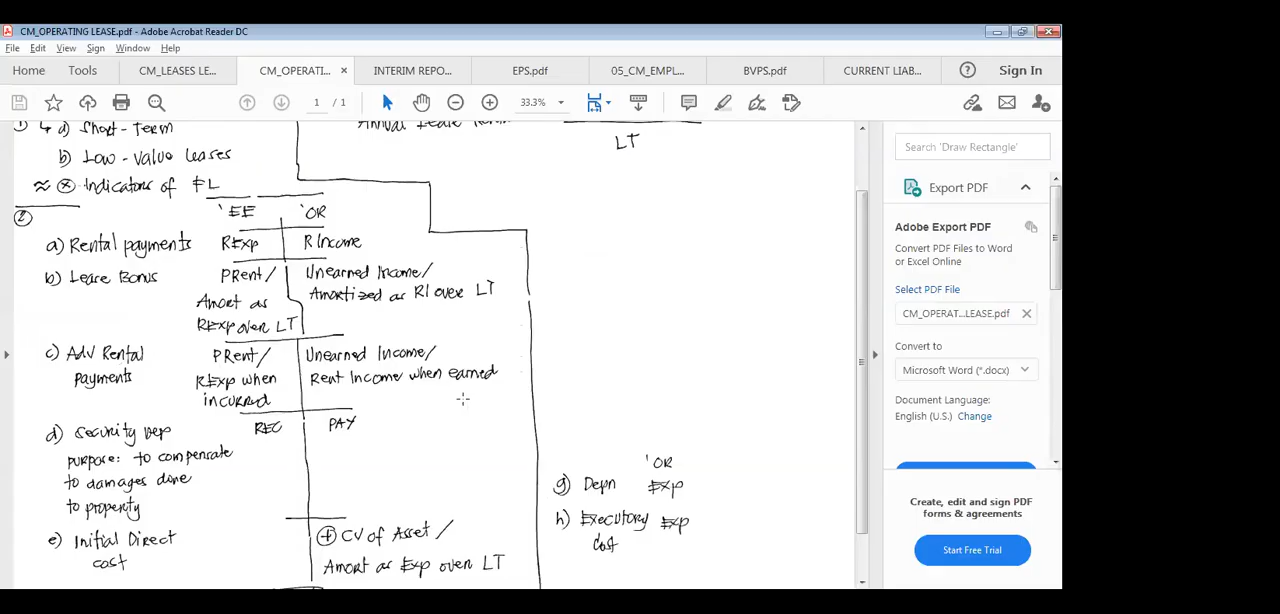 CM_OPERATING LEASE.pdf - Adobe Acrobat Reader DC
File Edit View Sign Window Help
Home Tools CM_LEASES LE... CM_OPERATI... × INTERIM REPO... EPS.pdf 05_CM_EMPL... BVPS.pdf CURRENT LIAB... Sign In
1 / 1 33.3%
① ↳ a) Short-Term
Annual Lease
LT
b) Low-Value leases
≈ ⊗ Indicators of FL
②
'EE 'OR
a) Rental payments RExp RIncome
b) Lease Bonus PRent/ Unearned Income/
Amort as Amortized as RI over LT
RExp over LT
c) Adv Rental PRent/ Unearned Income/
payments RExp when Rent Income when earned
incurred
d) Security Dep REC PAY
purpose: to compensate
to damages done
to property
e) Initial Direct ⊕ CV of Asset/
cost Amort as Exp over LT
'OR
g) Depn Exp
h) Executory Exp
cost
Search 'Draw Rectangle'
Export PDF
Adobe Export PDF
Convert PDF Files to Word
or Excel Online
Select PDF File
CM_OPERAT...LEASE.pdf ×
Convert to
Microsoft Word (*.docx)
Document Language:
English (U.S.) Change
Create, edit and sign PDF
forms & agreements
Start Free Trial